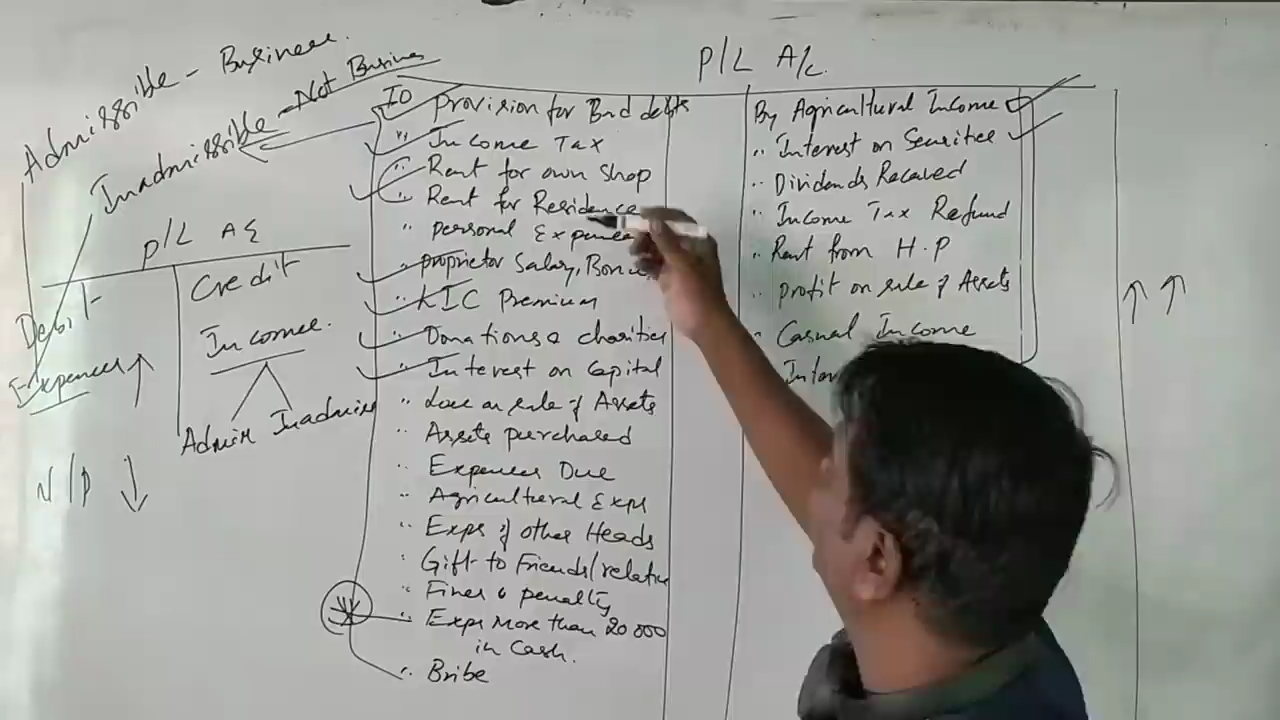 P/L A/c.
Admissible - Business.
Inadmissible - Not Business
P/L A/c
Debit
Credit
Expenses ↑
Incomes.
Admiss Inadmiss
N/P ↓
To Provision for Bad debts
" Income Tax
" Rent for own Shop
" Rent for Residence
" Personal Expenses
" Proprietor Salary, Bonus
" LIC Premium
" Donations & charities
" Interest on Capital
" Loss on sale of Assets
" Assets purchased
" Expenses Due
" Agricultural Exps
" Exps of other Heads
" Gift to Friends/relative
" Fines & penalty
" Exps More than 20000
in Cash.
" Bribe
By Agricultural Income
" Interest on Securities
" Dividends Received
" Income Tax Refund
" Rent from H.P
" Profit on sale of Assets
" Casual Income
↑ ↑